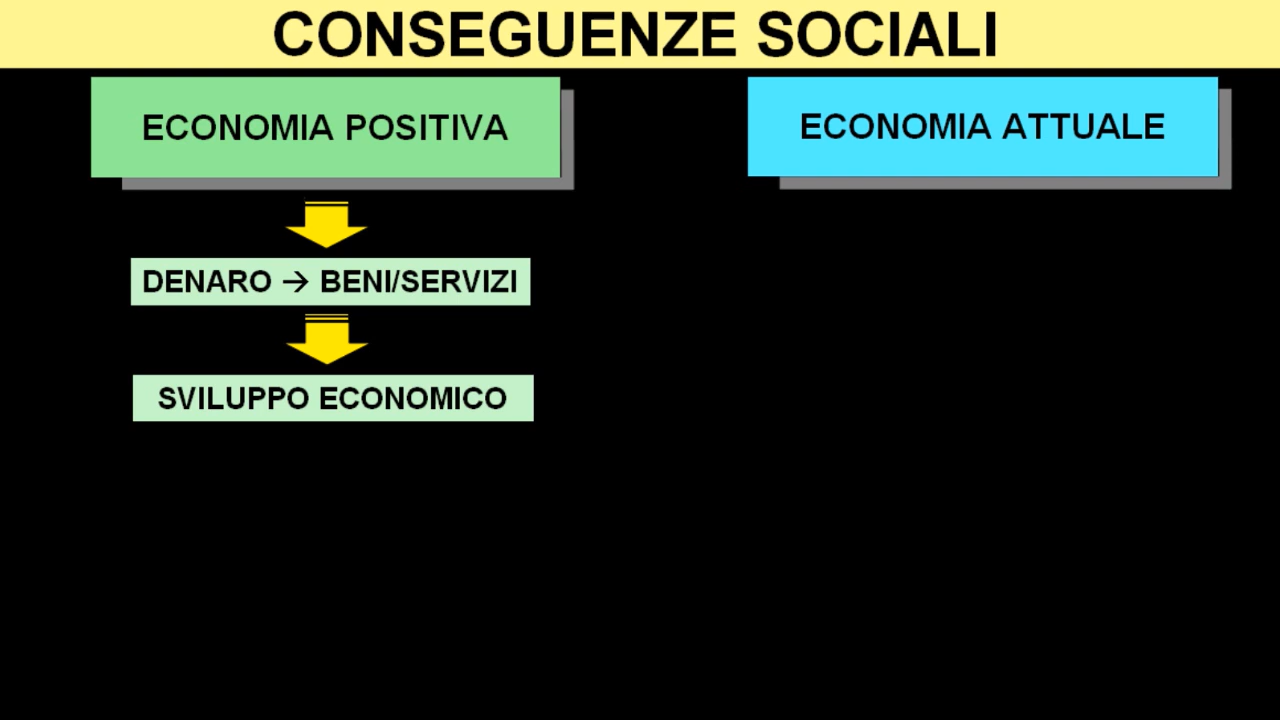 CONSEGUENZE SOCIALI
ECONOMIA POSITIVA
ECONOMIA ATTUALE
DENARO → BENI/SERVIZI
SVILUPPO ECONOMICO